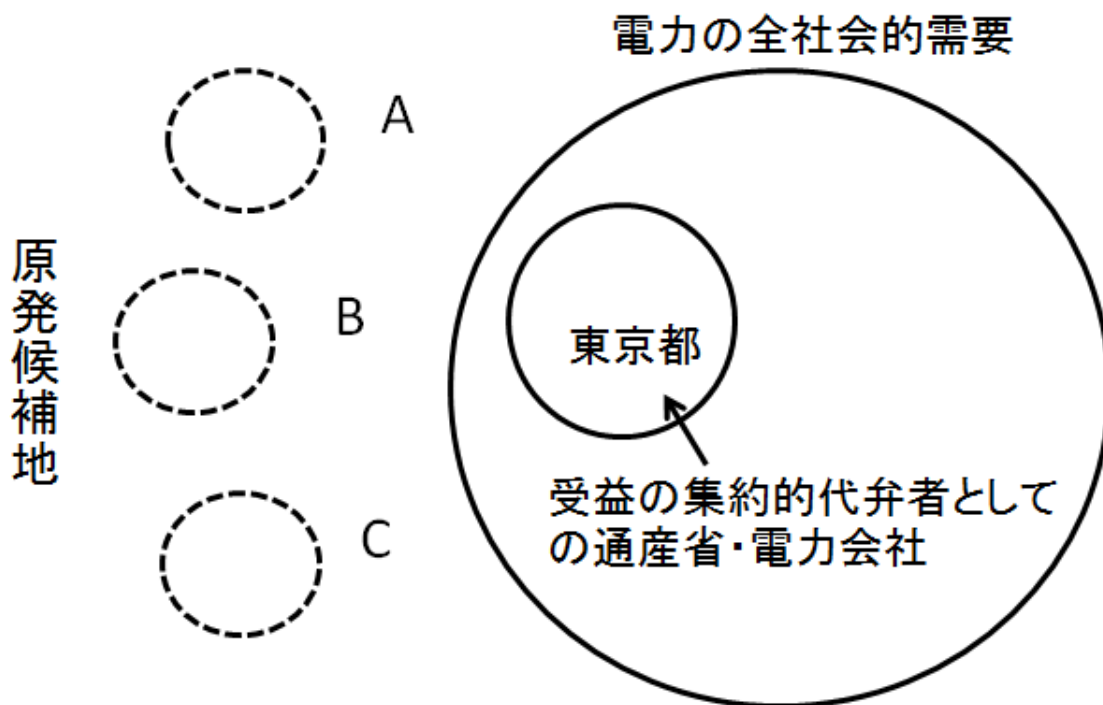 電力の全社会的需要
A
原発候補地
B
東京都
受益の集約的代弁者として
の通産省・電力会社
C